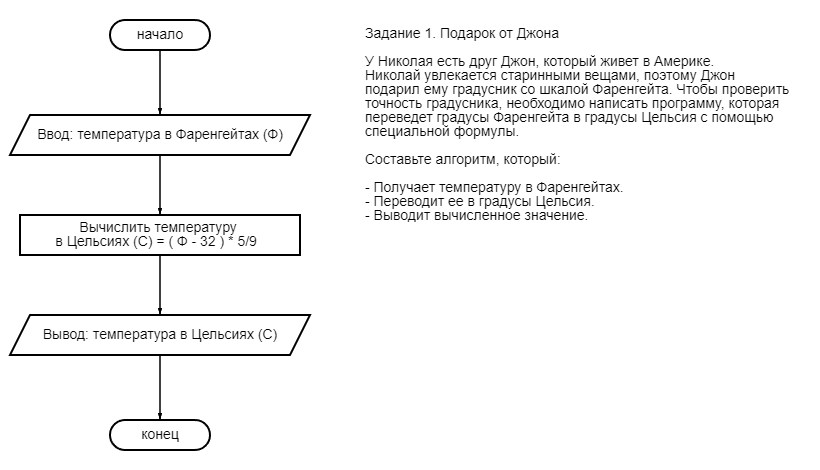 начало
Ввод: температура в Фаренгейтах (Ф)
Вычислить температуру
в Цельсиях (С) = ( Ф - 32 ) * 5/9
Вывод: температура в Цельсиях (С)
конец
Задание 1. Подарок от Джона
У Николая есть друг Джон, который живет в Америке.
Николай увлекается старинными вещами, поэтому Джон
подарил ему градусник со шкалой Фаренгейта. Чтобы проверить
точность градусника, необходимо написать программу, которая
переведет градусы Фаренгейта в градусы Цельсия с помощью
специальной формулы.
Составьте алгоритм, который:
- Получает температуру в Фаренгейтах.
- Переводит ее в градусы Цельсия.
- Выводит вычисленное значение.